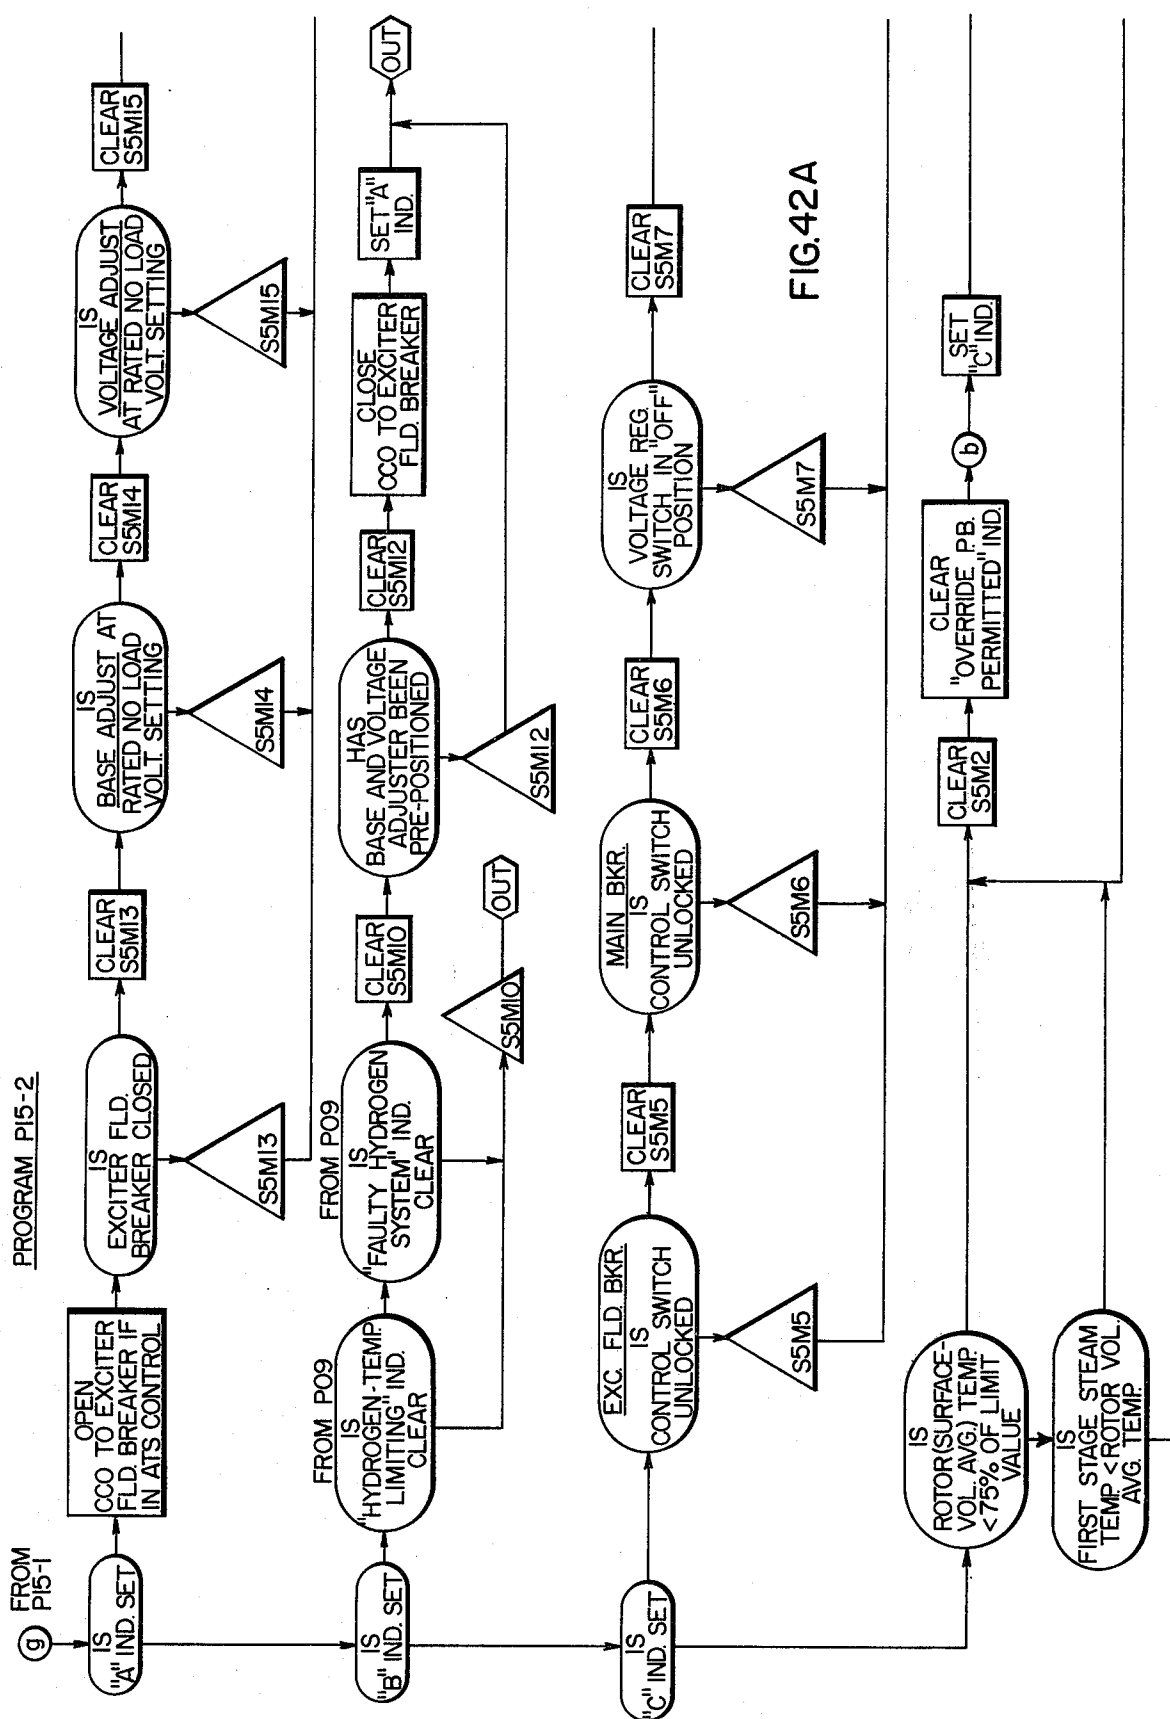 PROGRAM P15-2
g
FROM
P15-1
IS
"A" IND. SET
OPEN
CCO TO EXCITER
FLD. BREAKER IF
IN ATS CONTROL
IS
EXCITER FLD.
BREAKER CLOSED
S5M13
CLEAR
S5M13
IS
BASE ADJUST AT
RATED NO LOAD
VOLT. SETTING
S5M14
CLEAR
S5M14
IS
VOLTAGE ADJUST
AT RATED NO LOAD
VOLT. SETTING
S5M15
CLEAR
S5M15
IS
"B" IND. SET
FROM P09
IS
"HYDROGEN-TEMP.
LIMITING" IND.
CLEAR
FROM P09
IS
"FAULTY HYDROGEN
SYSTEM" IND.
CLEAR
S5M10
OUT
CLEAR
S5M10
HAS
BASE AND VOLTAGE
ADJUSTER BEEN
PRE-POSITIONED
S5M12
CLEAR
S5M12
CLOSE
CCO TO EXCITER
FLD. BREAKER
SET "A"
IND.
OUT
IS
"C" IND. SET
EXC. FLD. BKR.
IS
CONTROL SWITCH
UNLOCKED
S5M5
CLEAR
S5M5
MAIN BKR.
IS
CONTROL SWITCH
UNLOCKED
S5M6
CLEAR
S5M6
IS
VOLTAGE REG.
SWITCH IN "OFF"
POSITION
S5M7
CLEAR
S5M7
FIG.42A
IS
ROTOR (SURFACE-
VOL. AVG.) TEMP.
<75% OF LIMIT
VALUE
IS
FIRST STAGE STEAM
TEMP. <ROTOR VOL.
AVG. TEMP.
CLEAR
S5M2
CLEAR
"OVERRIDE P.B.
PERMITTED" IND.
b
SET
"C" IND.